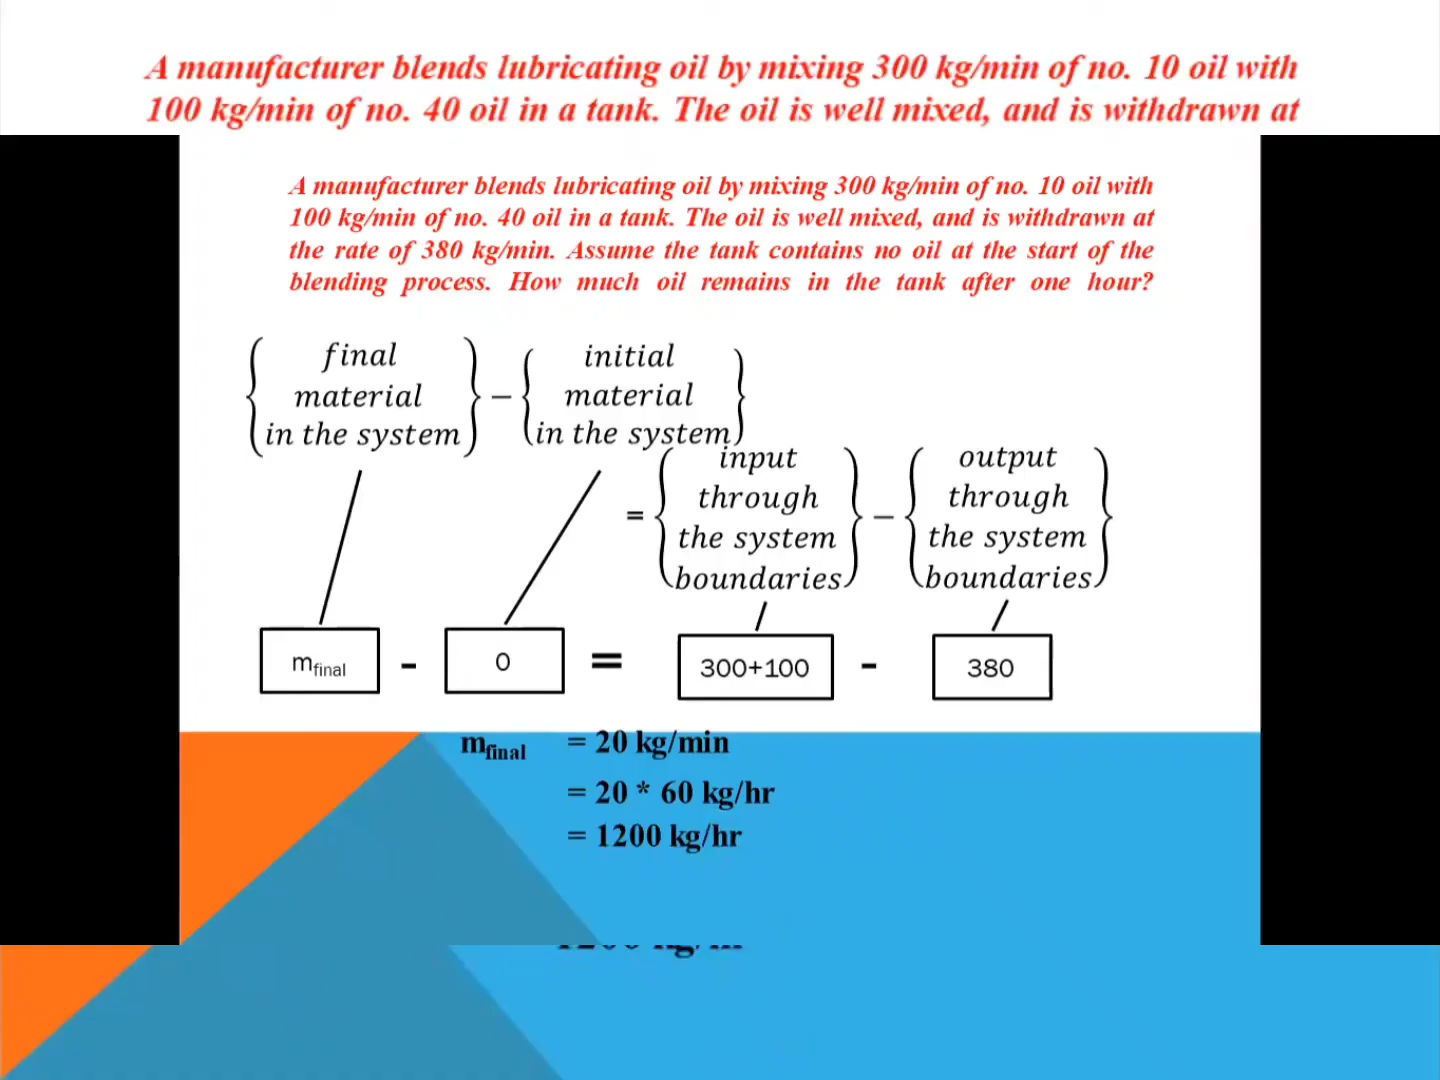 A manufacturer blends lubricating oil by mixing 300 kg/min of no. 10 oil with
100 kg/min of no. 40 oil in a tank. The oil is well mixed, and is withdrawn at
A manufacturer blends lubricating oil by mixing 300 kg/min of no. 10 oil with
100 kg/min of no. 40 oil in a tank. The oil is well mixed, and is withdrawn at
the rate of 380 kg/min. Assume the tank contains no oil at the start of the
blending process. How much oil remains in the tank after one hour?
final
material
in the system
−
initial
material
in the system
=
input
through
the system
boundaries
−
output
through
the system
boundaries
mfinal - 0 = 300+100 - 380
mfinal = 20 kg/min
= 20 * 60 kg/hr
= 1200 kg/hr